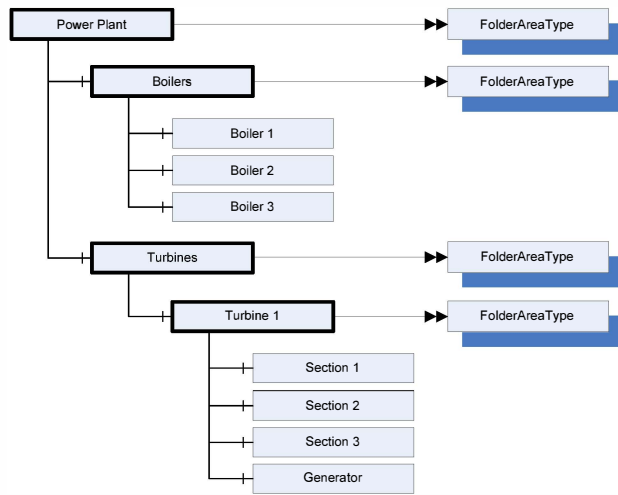 Power Plant
FolderAreaType
Boilers
FolderAreaType
Boiler 1
Boiler 2
Boiler 3
Turbines
FolderAreaType
Turbine 1
FolderAreaType
Section 1
Section 2
Section 3
Generator